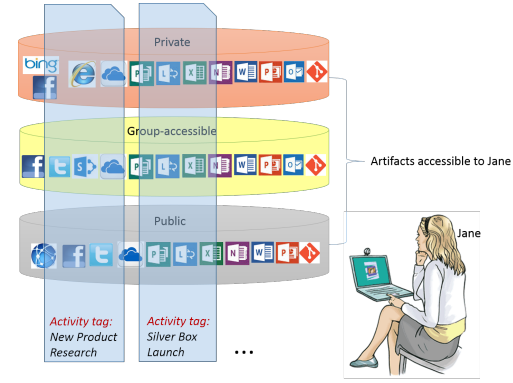 Private
bing
Group-accessible
Artifacts accessible to Jane
Public
Jane
Activity tag:
New Product
Research
Activity tag:
Silver Box
Launch
...